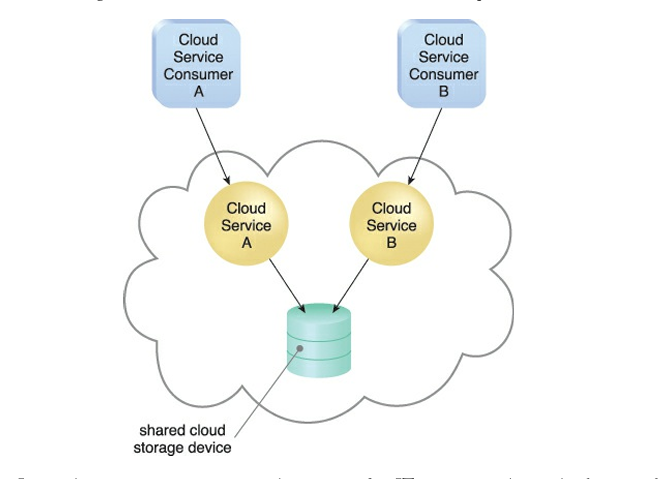 Cloud
Service
Consumer
A
Cloud
Service
Consumer
B
Cloud
Service
A
Cloud
Service
B
shared cloud
storage device